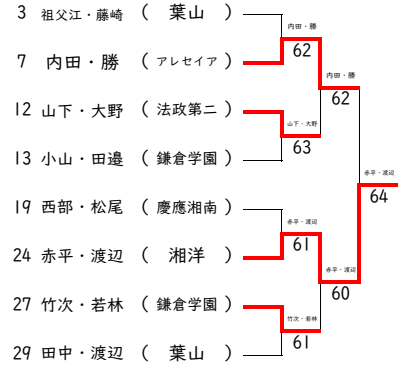 3 祖父江・藤崎 ( 葉山 )
内田・勝
62
7 内田・勝 ( アレセイア )
内田・勝
62
12 山下・大野 ( 法政第二 )
山下・大野
63
13 小山・田邉 ( 鎌倉学園 )
赤平・渡辺
64
19 西部・松尾 ( 慶應湘南 )
赤平・渡辺
61
24 赤平・渡辺 ( 湘洋 )
赤平・渡辺
60
27 竹次・若林 ( 鎌倉学園 )
竹次・若林
61
29 田中・渡辺 ( 葉山 )